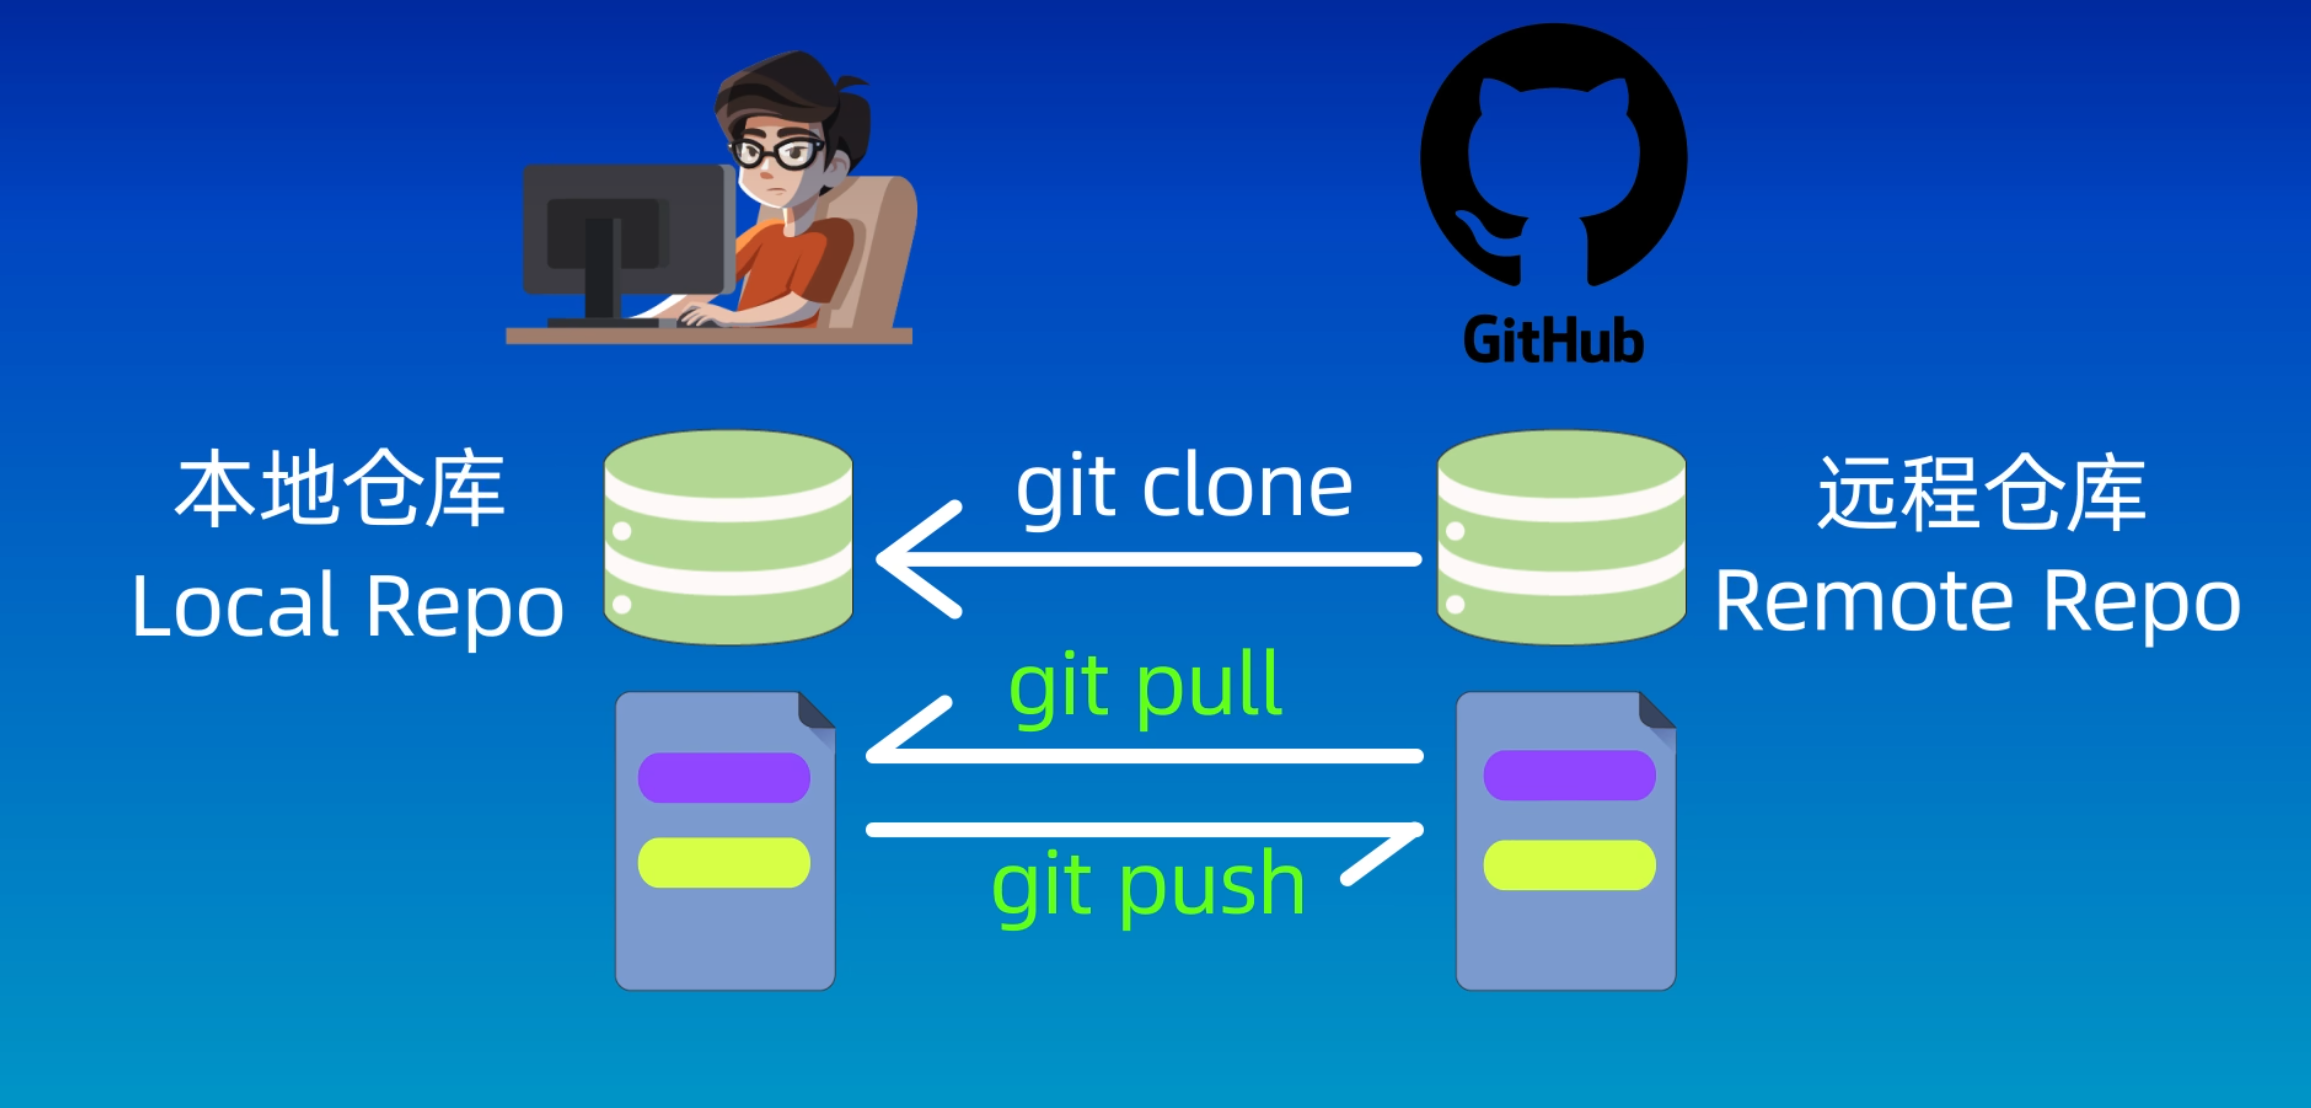 GitHub
本地仓库
Local Repo
git clone
远程仓库
Remote Repo
git pull
git push